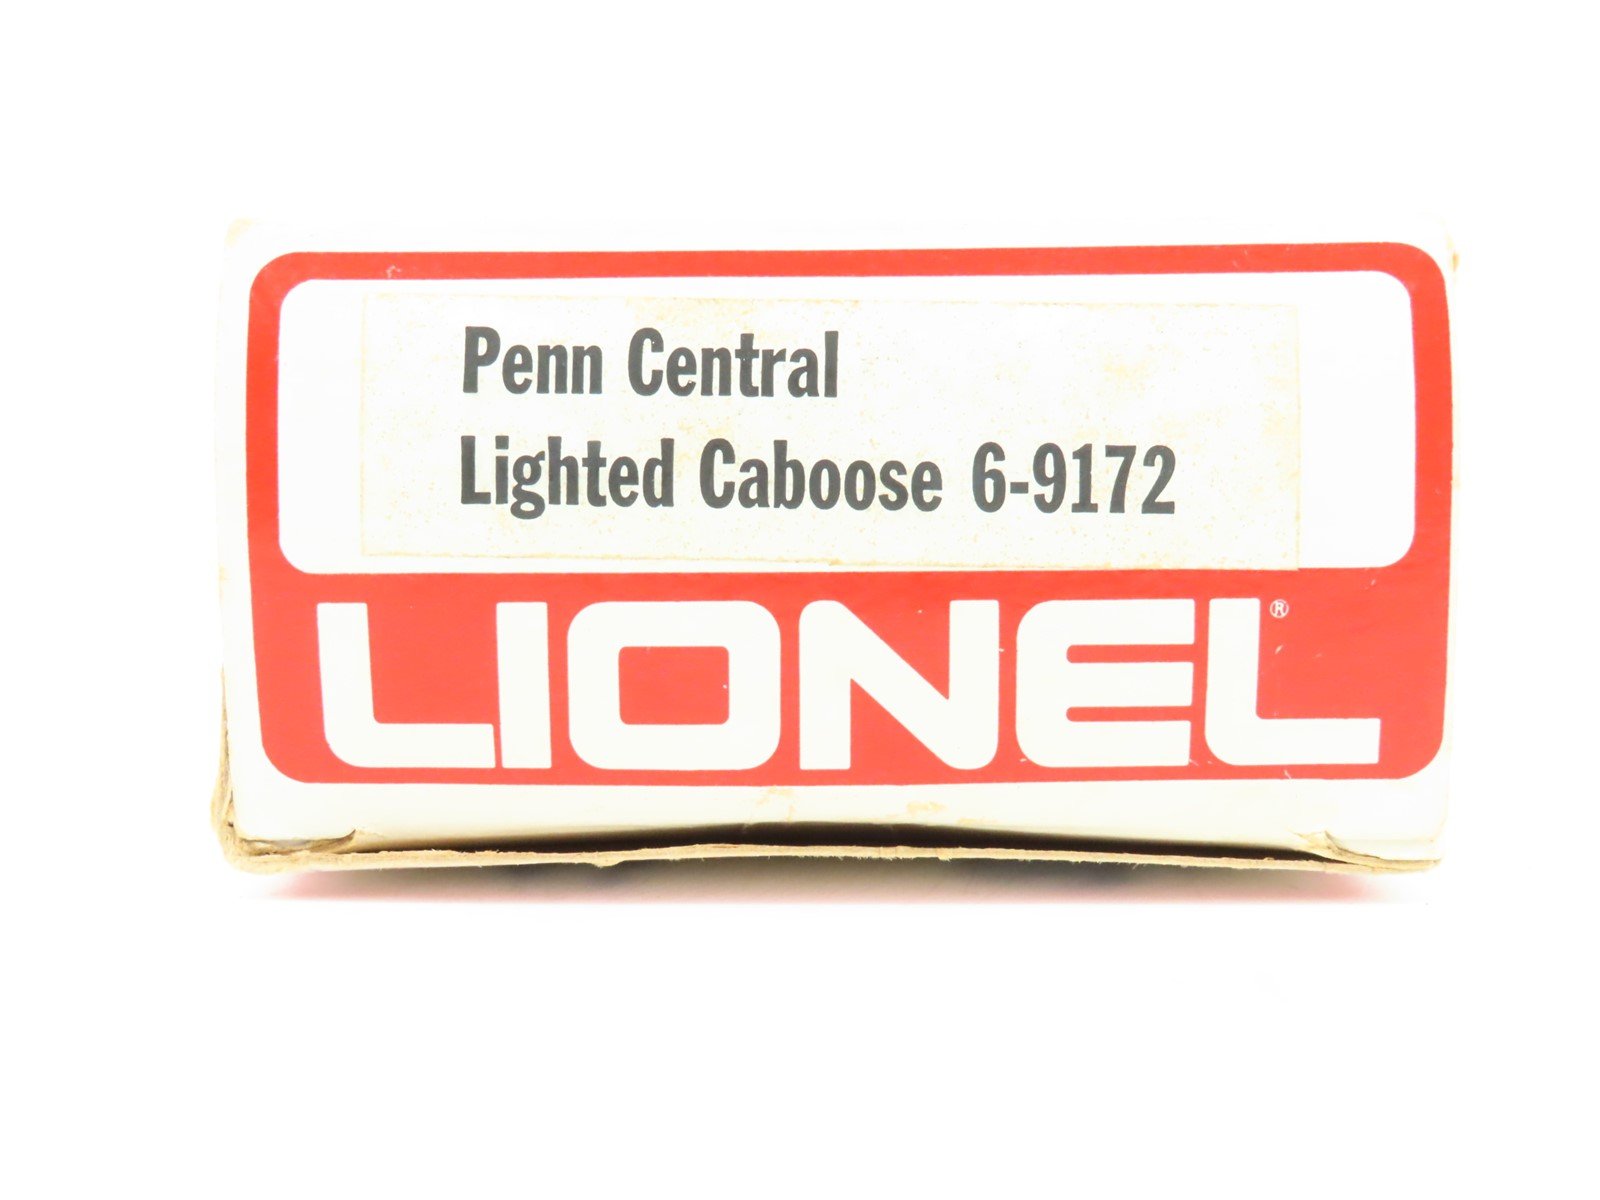 Penn Central
Lighted Caboose 6-9172
LIONEL®